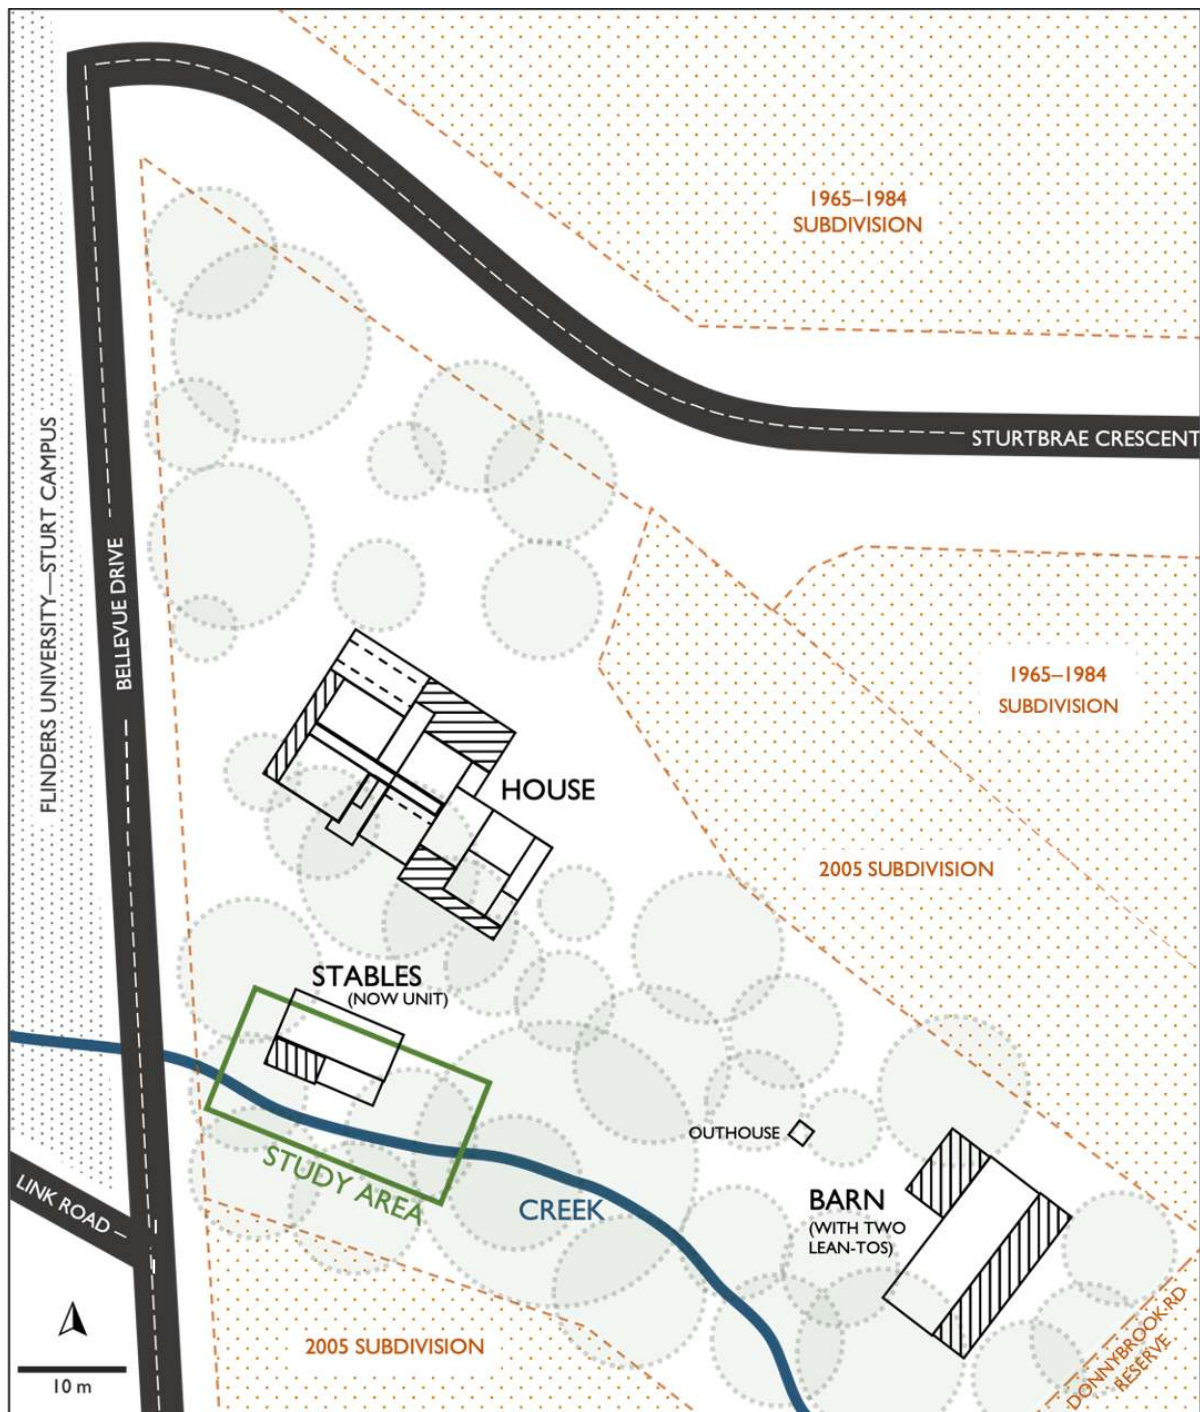 1965–1984
SUBDIVISION
STURTBRAE CRESCENT
FLINDERS UNIVERSITY—STURT CAMPUS
BELLEVUE DRIVE
1965–1984
SUBDIVISION
HOUSE
2005 SUBDIVISION
STABLES
(NOW UNIT)
OUTHOUSE
STUDY AREA
LINK ROAD
CREEK
BARN
(WITH TWO
LEAN-TOS)
2005 SUBDIVISION
DONNYBROOK RD
RESERVE
10 m